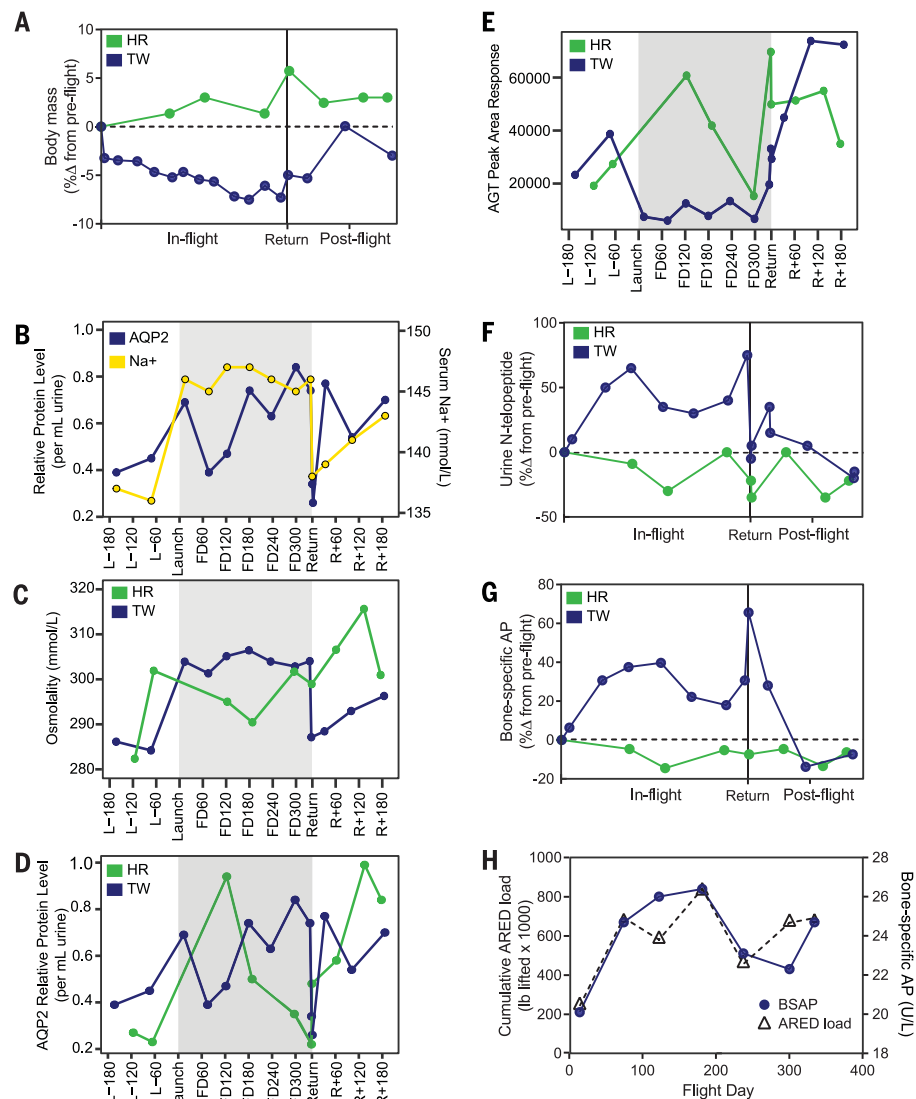 A
HR
TW
Body mass
(%Δ from pre-flight)
10
5
0
-5
-10
In-flight
Return
Post-flight
B
AQP2
Na+
Relative Protein Level
(per mL urine)
1.0
0.8
0.6
0.4
0.2
150
145
140
135
Serum Na+ (mmol/L)
L−180
L−120
L−60
Launch
FD60
FD120
FD180
FD240
FD300
Return
R+60
R+120
R+180
C
HR
TW
Osmolality (mmol/L)
320
310
300
290
280
L−180
L−120
L−60
Launch
FD60
FD120
FD180
FD240
FD300
Return
R+60
R+120
R+180
D
HR
TW
AQP2 Relative Protein Level
(per mL urine)
1.0
0.8
0.6
0.4
0.2
L−180
L−120
L−60
Launch
FD60
FD120
FD180
FD240
FD300
Return
R+60
R+120
R+180
E
HR
TW
AGT Peak Area Response
60000
40000
20000
L−180
L−120
L−60
Launch
FD60
FD120
FD180
FD240
FD300
Return
R+60
R+120
R+180
F
HR
TW
Urine N-telopeptide
(%Δ from pre-flight)
100
50
0
-50
In-flight
Return
Post-flight
G
HR
TW
Bone-specific AP
(%Δ from pre-flight)
80
60
40
20
0
-20
In-flight
Return
Post-flight
H
Cumulative ARED load
(lb lifted x 1000)
1000
800
600
400
200
0
BSAP
ARED load
28
26
24
22
20
18
Bone-specific AP (U/L)
0
100
200
300
400
Flight Day